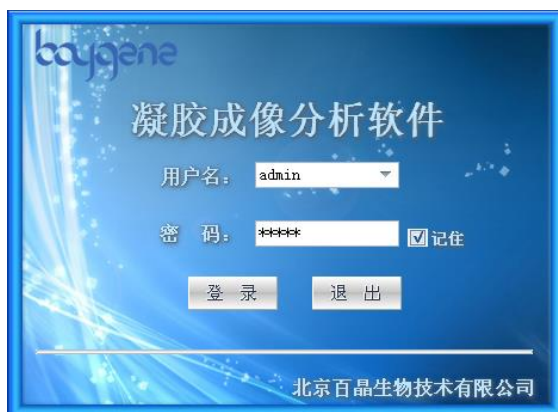 baygene
凝胶成像分析软件
用户名： admin
密 码： ***** 记住
登 录 退 出
北京百晶生物技术有限公司